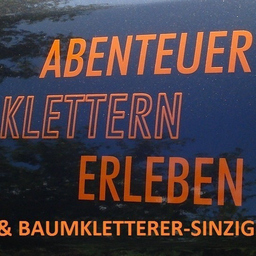 ABENTEUER
KLETTERN
ERLEBEN
& BAUMKLETTERER-SINZIG